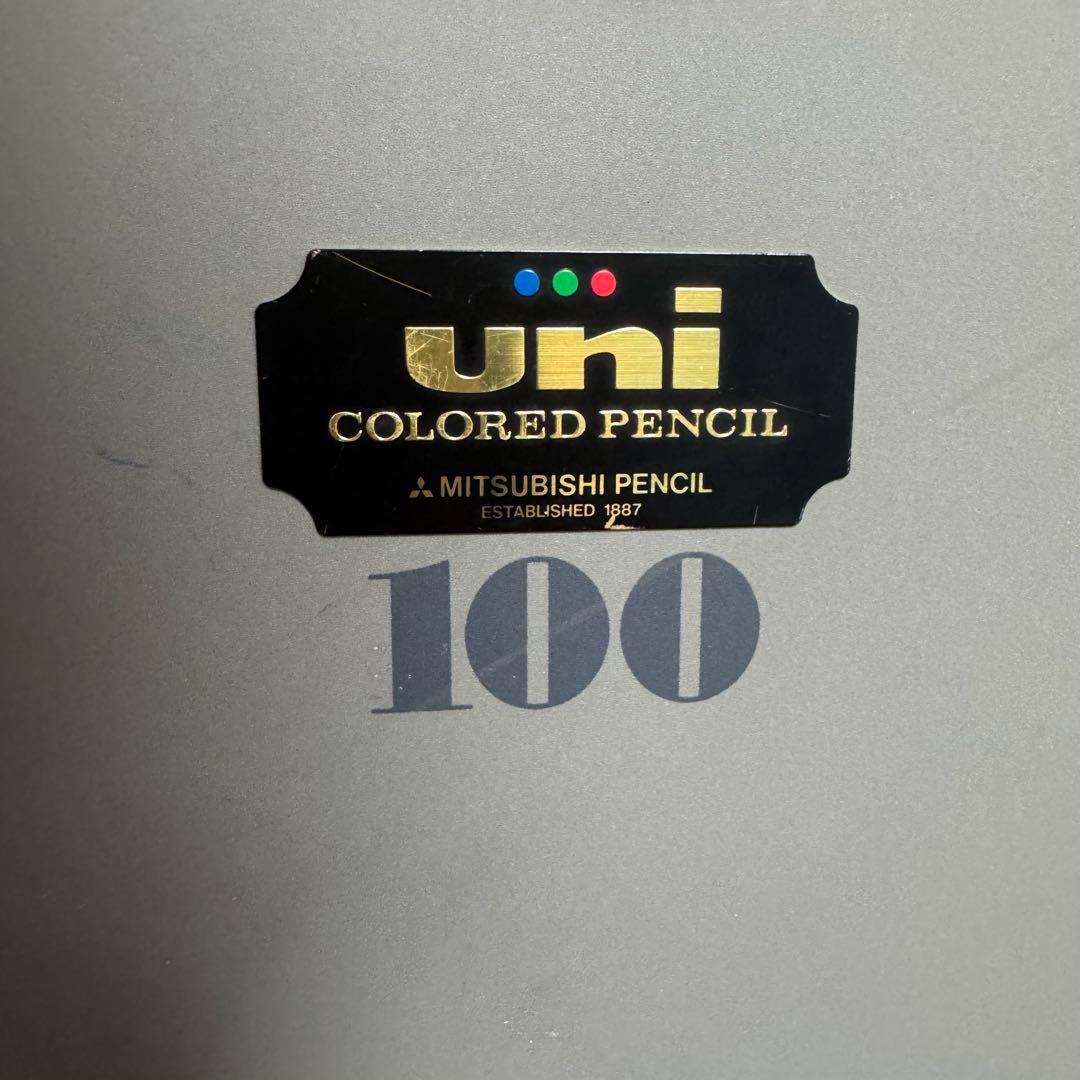 uni
COLORED PENCIL
MITSUBISHI PENCIL
ESTABLISHED 1887
100